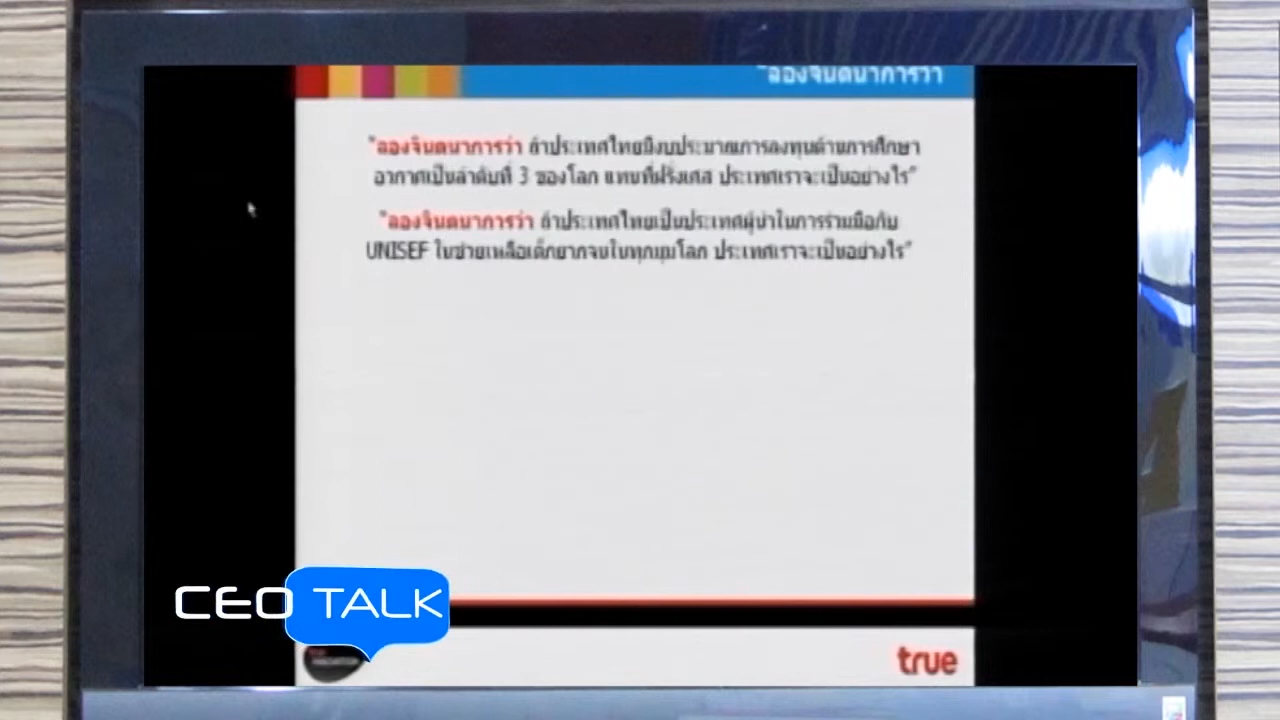 "ลองจินตนาการว่า
"ลองจินตนาการว่า ถ้าประเทศไทยมีงบประมาณการลงทุนด้านการศึกษา
อากาศเป็นลำดับที่ 3 ของโลก แทนที่ฝรั่งเศส ประเทศเราจะเป็นอย่างไร"
"ลองจินตนาการว่า ถ้าประเทศไทยเป็นประเทศผู้นำในการร่วมมือกับ
UNISEF ในช่วยเหลือเด็กยากจนในทุกมุมโลก ประเทศเราจะเป็นอย่างไร"
CEO TALK
true